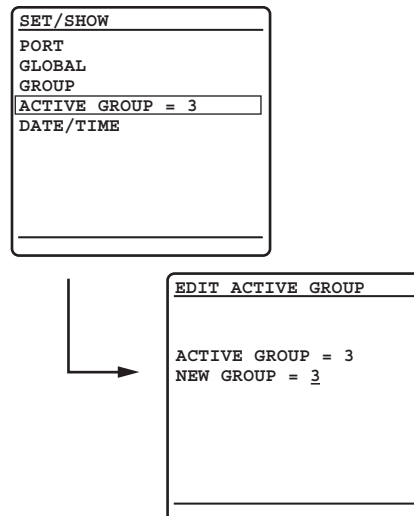 SET/SHOW
PORT
GLOBAL
GROUP
ACTIVE GROUP = 3
DATE/TIME
EDIT ACTIVE GROUP
ACTIVE GROUP = 3
NEW GROUP = 3